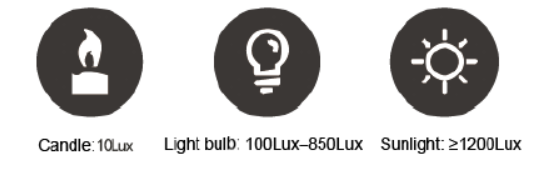 Candle: 10Lux
Light bulb: 100Lux–850Lux
Sunlight: ≥1200Lux